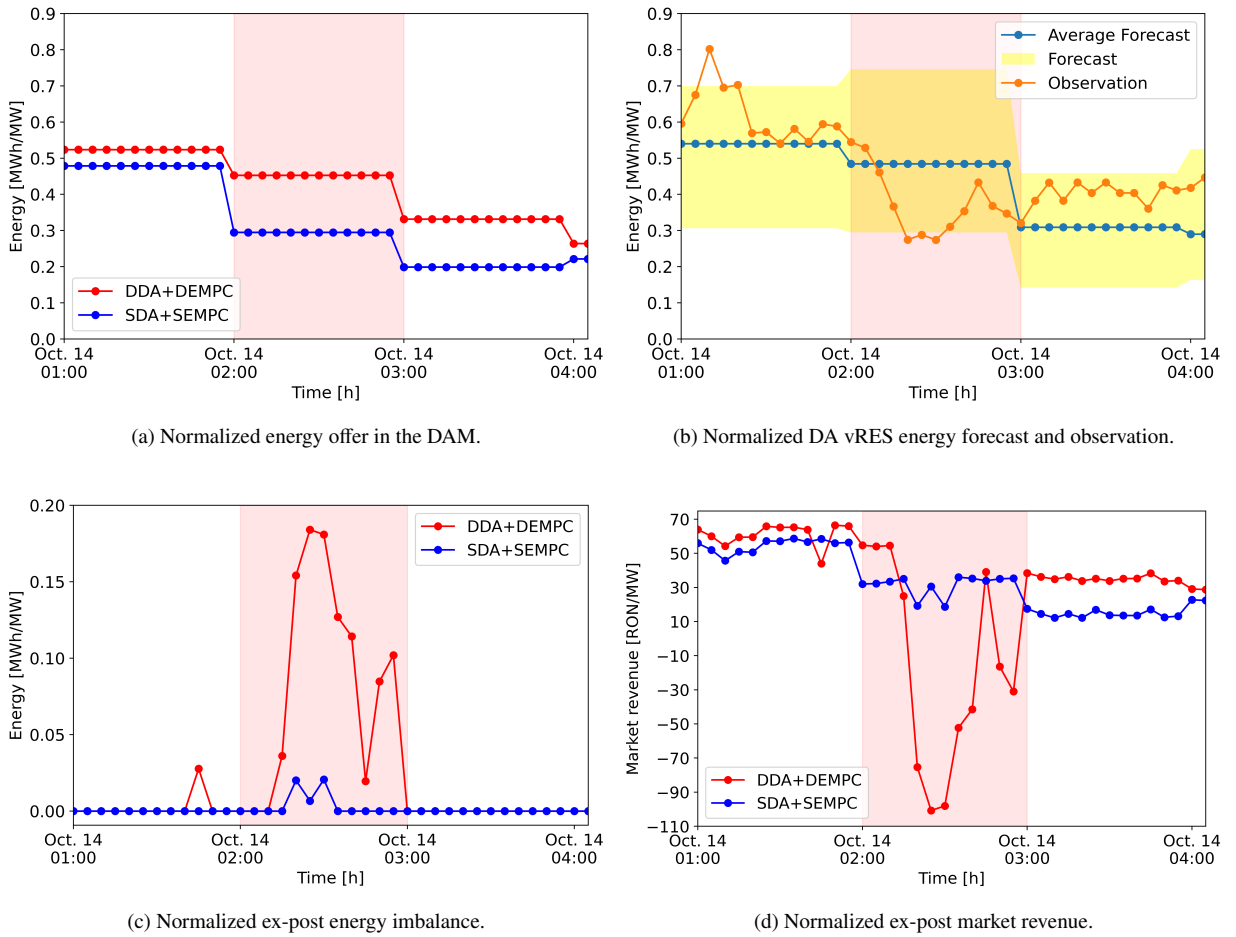 0.9
0.8
0.7
0.6
0.5
0.4
0.3
0.2
0.1
0.0
Energy [MWh/MW]
DDA+DEMPC
SDA+SEMPC
Oct. 14
01:00
Oct. 14
02:00
Oct. 14
03:00
Oct. 14
04:00
Time [h]
(a) Normalized energy offer in the DAM.
0.9
0.8
0.7
0.6
0.5
0.4
0.3
0.2
0.1
0.0
Energy [MWh/MW]
Average Forecast
Forecast
Observation
Oct. 14
01:00
Oct. 14
02:00
Oct. 14
03:00
Oct. 14
04:00
Time [h]
(b) Normalized DA vRES energy forecast and observation.
0.20
0.15
0.10
0.05
0.00
Energy [MWh/MW]
DDA+DEMPC
SDA+SEMPC
Oct. 14
01:00
Oct. 14
02:00
Oct. 14
03:00
Oct. 14
04:00
Time [h]
(c) Normalized ex-post energy imbalance.
70
50
30
10
−10
−30
−50
−70
−90
−110
Market revenue [RON/MW]
DDA+DEMPC
SDA+SEMPC
Oct. 14
01:00
Oct. 14
02:00
Oct. 14
03:00
Oct. 14
04:00
Time [h]
(d) Normalized ex-post market revenue.